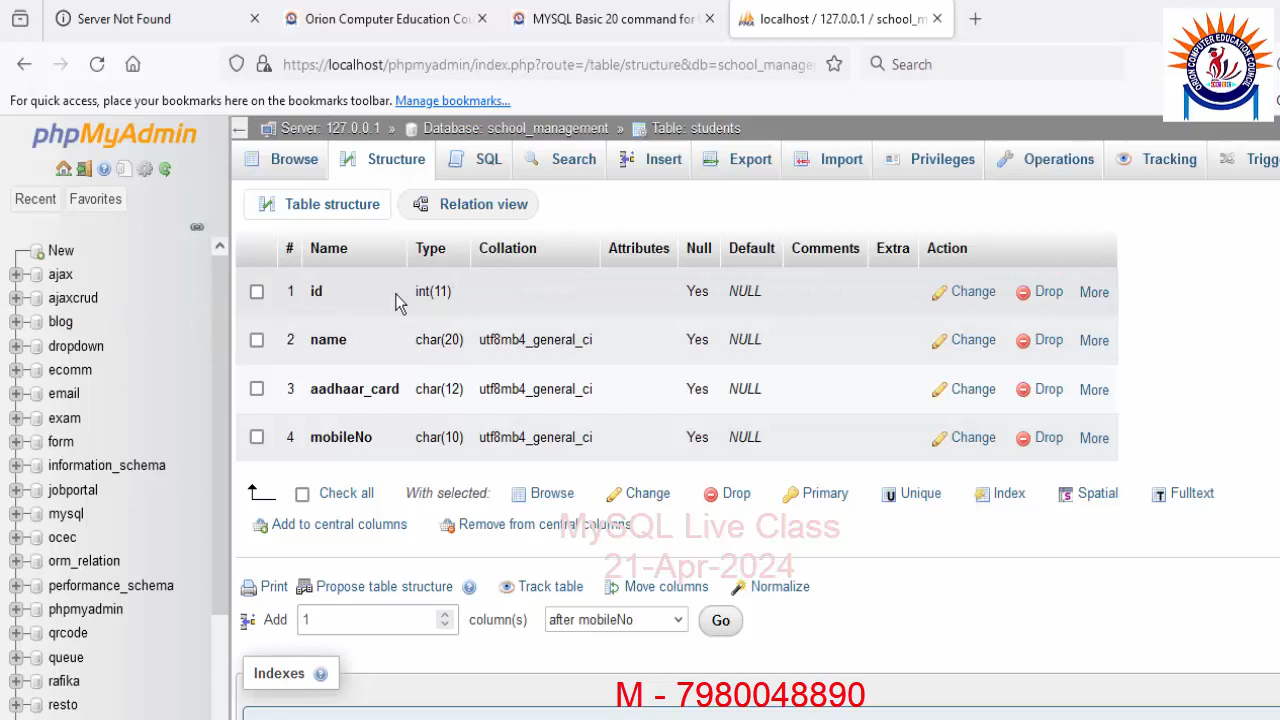 Server Not Found
Orion Computer Education Cou
MYSQL Basic 20 command for
localhost / 127.0.0.1 / school_m
https://localhost/phpmyadmin/index.php?route=/table/structure&db=school_manage
Search
For quick access, place your bookmarks here on the bookmarks toolbar. Manage bookmarks...
ORION COMPUTER EDUCATION COUNCIL
phpMyAdmin
Server: 127.0.0.1 » Database: school_management » Table: students
Browse Structure SQL Search Insert Export Import Privileges Operations Tracking Trigg
Recent Favorites
Table structure Relation view
New
ajax
ajaxcrud
blog
dropdown
ecomm
email
exam
form
information_schema
jobportal
mysql
ocec
orm_relation
performance_schema
phpmyadmin
qrcode
queue
rafika
resto
# Name Type Collation Attributes Null Default Comments Extra Action
1 id int(11) Yes NULL Change Drop More
2 name char(20) utf8mb4_general_ci Yes NULL Change Drop More
3 aadhaar_card char(12) utf8mb4_general_ci Yes NULL Change Drop More
4 mobileNo char(10) utf8mb4_general_ci Yes NULL Change Drop More
Check all With selected: Browse Change Drop Primary Unique Index Spatial Fulltext
Add to central columns Remove from central columns
MySQL Live Class
21-Apr-2024
Print Propose table structure Track table Move columns Normalize
Add 1 column(s) after mobileNo Go
Indexes
M - 7980048890